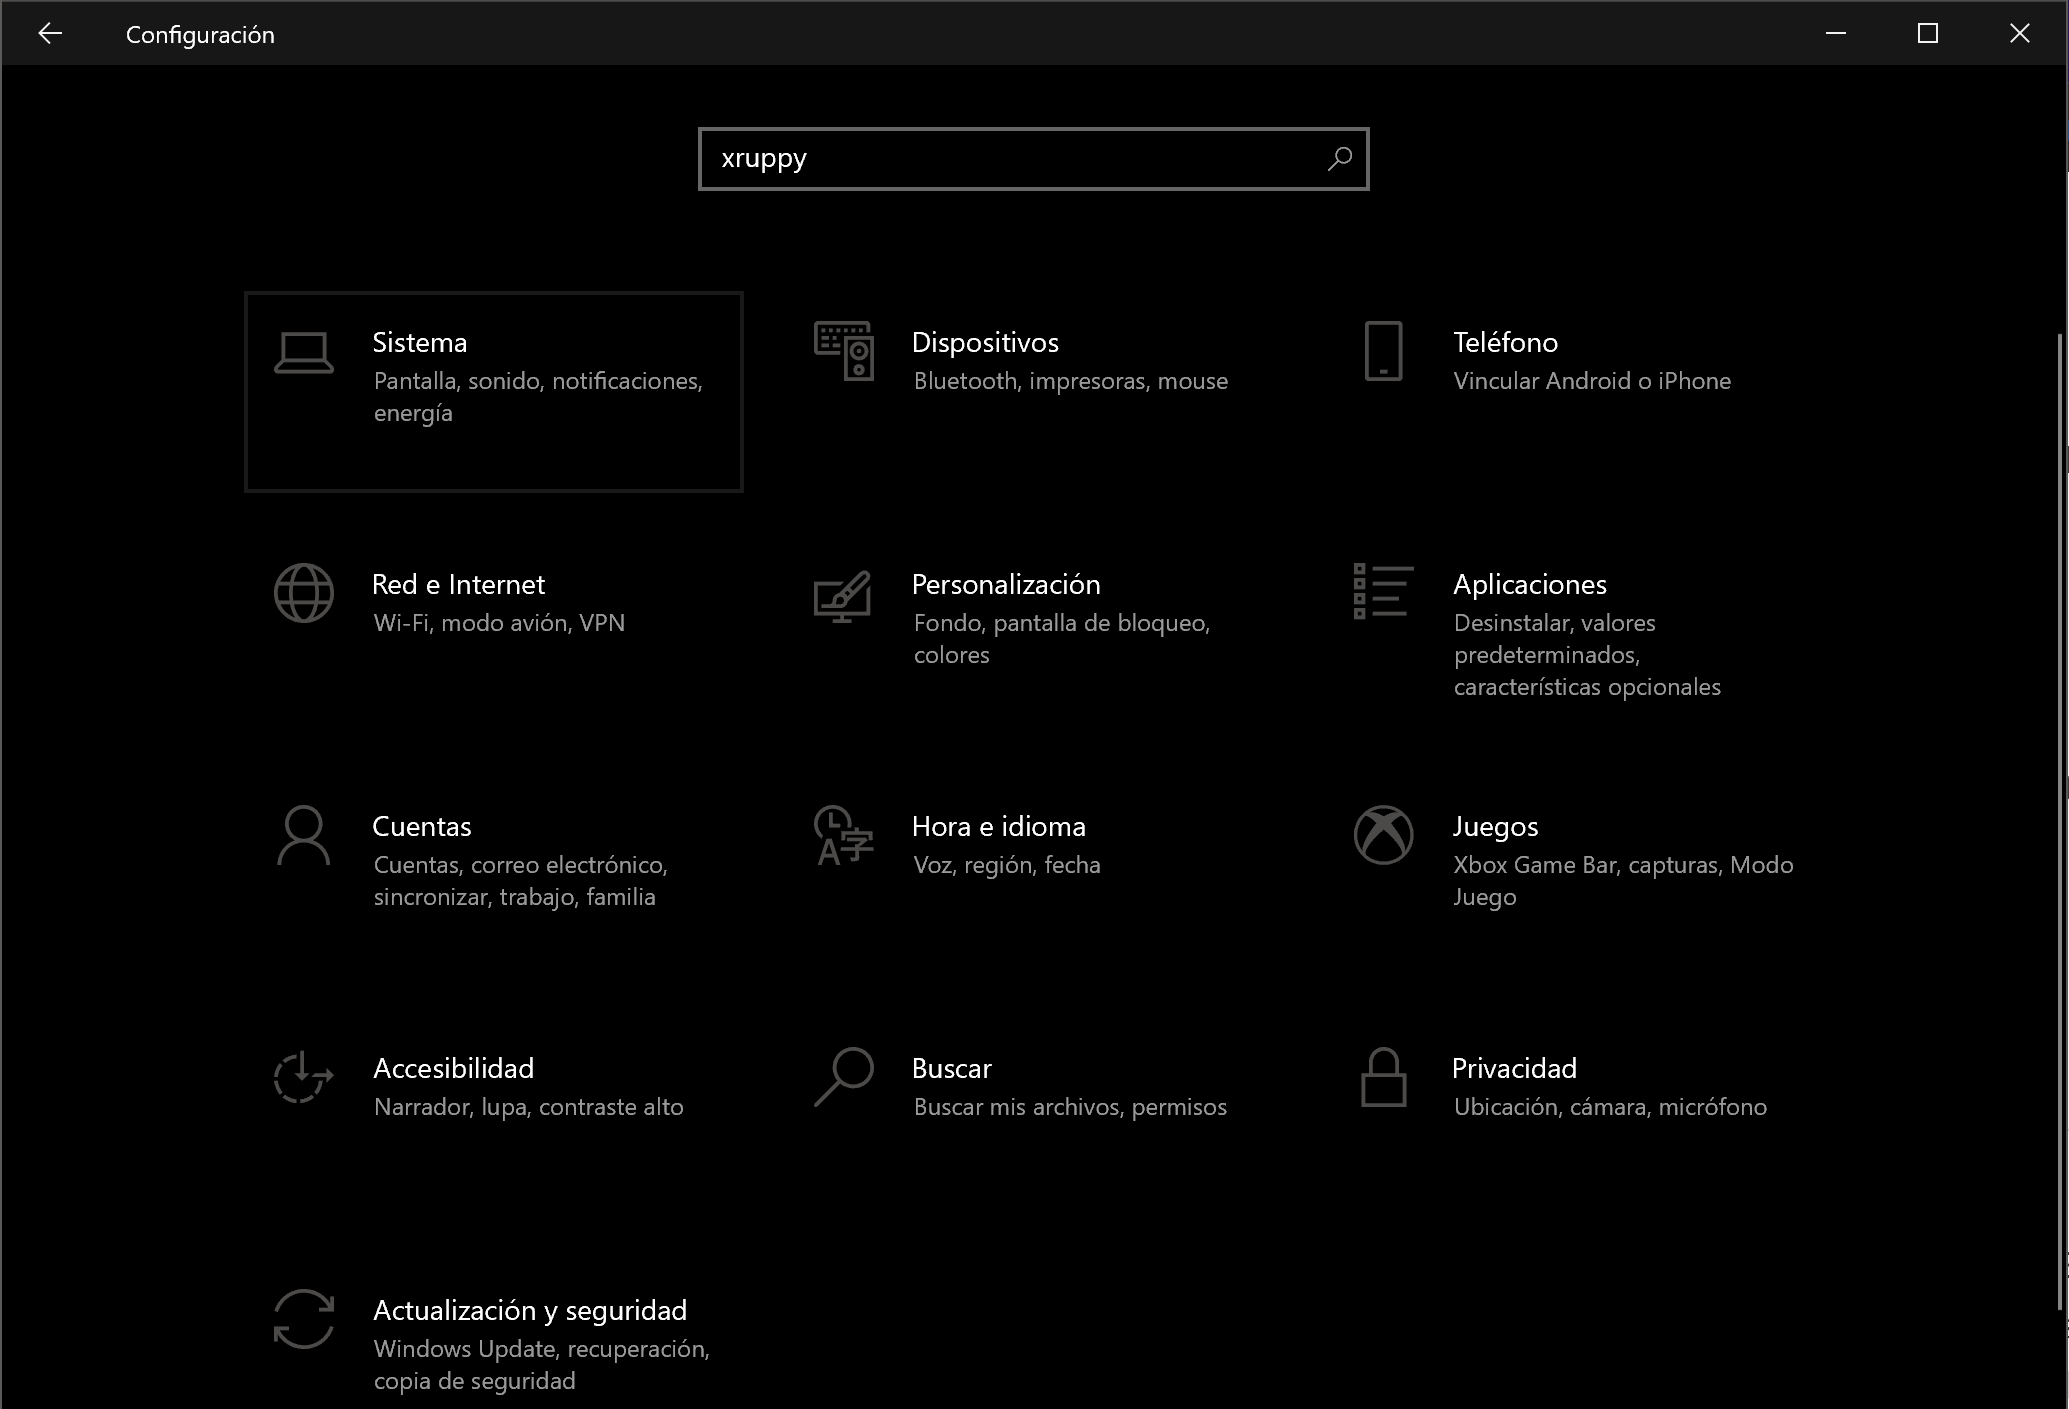 Configuración
xruppy
Sistema
Pantalla, sonido, notificaciones,
energía
Dispositivos
Bluetooth, impresoras, mouse
Teléfono
Vincular Android o iPhone
Red e Internet
Wi-Fi, modo avión, VPN
Personalización
Fondo, pantalla de bloqueo,
colores
Aplicaciones
Desinstalar, valores
predeterminados,
características opcionales
Cuentas
Cuentas, correo electrónico,
sincronizar, trabajo, familia
Hora e idioma
Voz, región, fecha
Juegos
Xbox Game Bar, capturas, Modo
Juego
Accesibilidad
Narrador, lupa, contraste alto
Buscar
Buscar mis archivos, permisos
Privacidad
Ubicación, cámara, micrófono
Actualización y seguridad
Windows Update, recuperación,
copia de seguridad